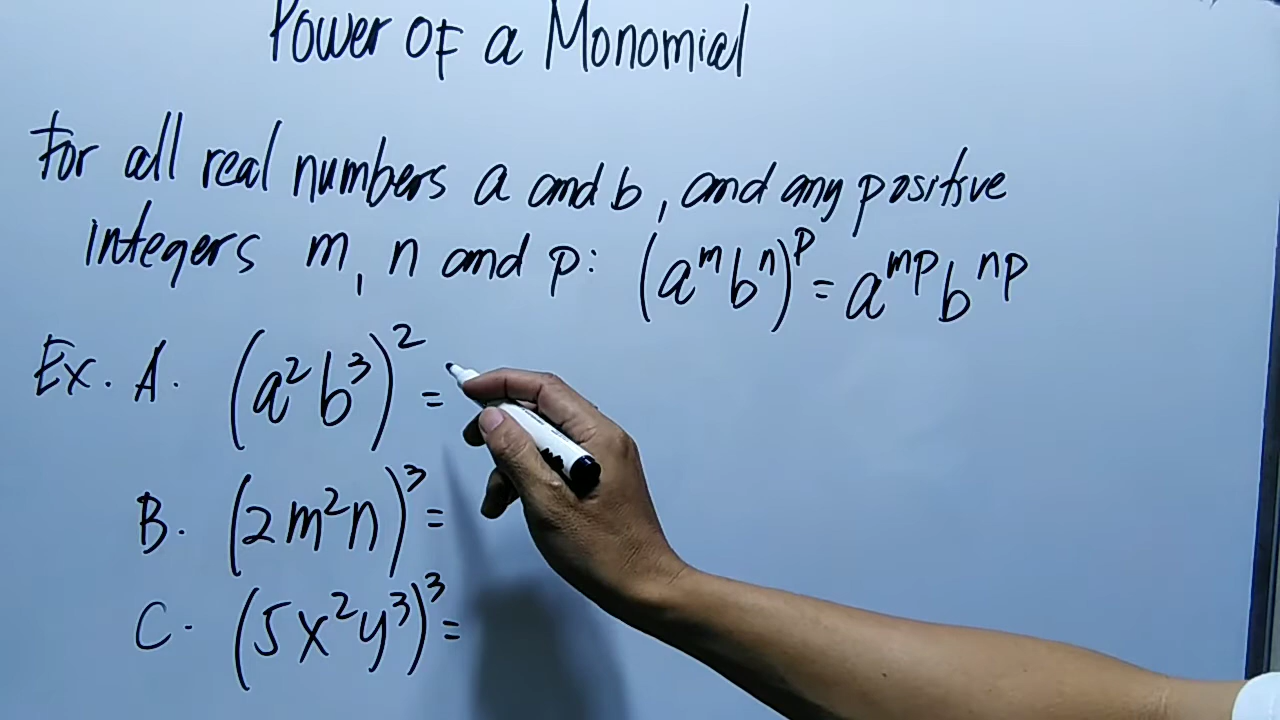 Power of a Monomial
For all real numbers a and b, and any positive
integers m, n and p: (a^m b^n)^p = a^mp b^np
Ex. A. (a²b³)² =
B. (2m²n)³ =
C. (5x²y³)³ =